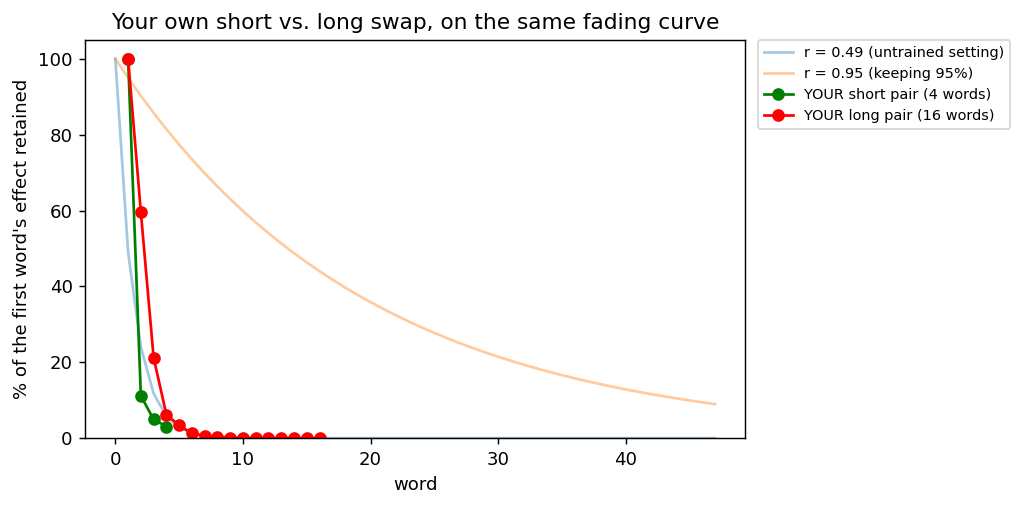 Your own short vs. long swap, on the same fading curve
% of the first word's effect retained
100
80
60
40
20
0
0 10 20 30 40
word
r = 0.49 (untrained setting)
r = 0.95 (keeping 95%)
YOUR short pair (4 words)
YOUR long pair (16 words)